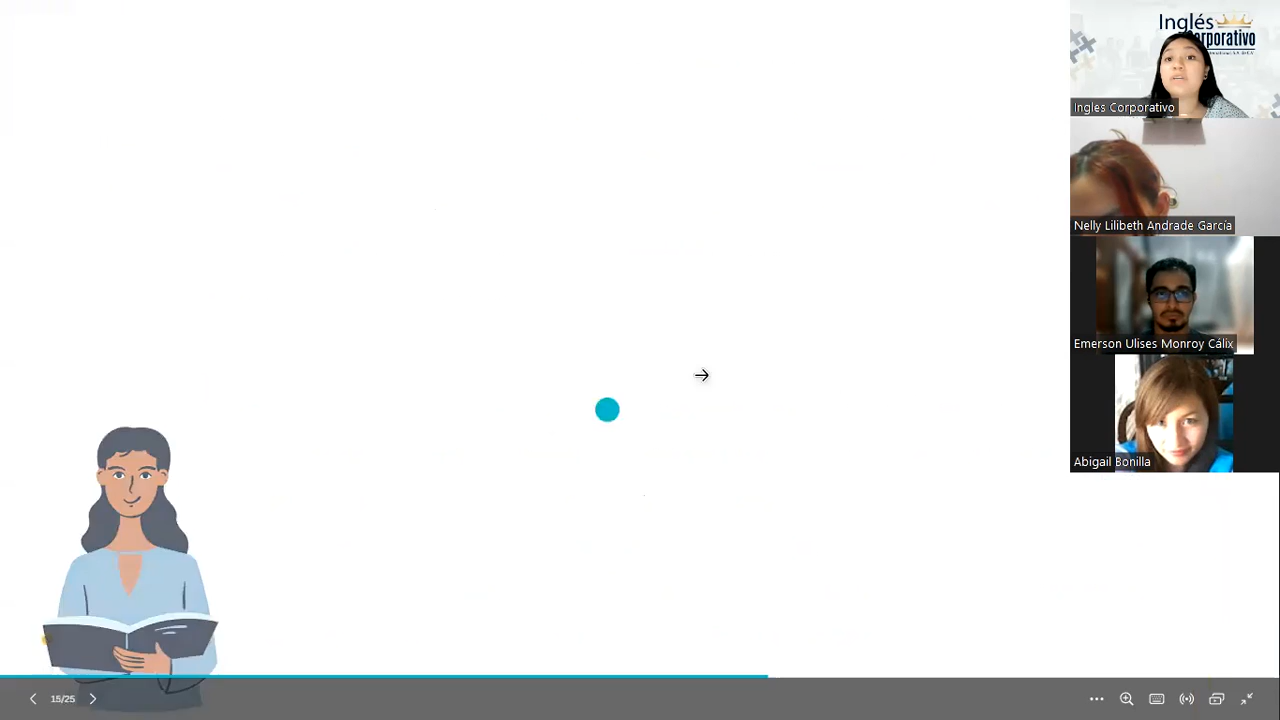 Inglés
Corporativo
Ingles Corporativo
Nelly Lilibeth Andrade García
Emerson Ulises Monroy Cálix
Abigail Bonilla
15/25